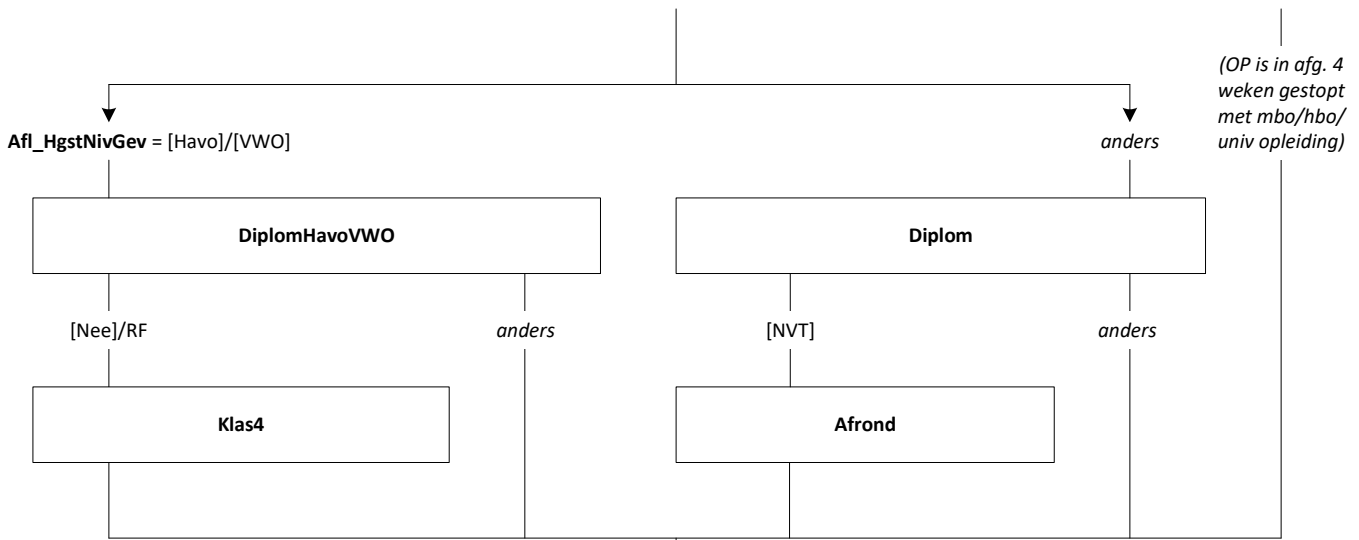 (OP is in afg. 4
weken gestopt
met mbo/hbo/
univ opleiding)
Afl_HgstNivGev = [Havo]/[VWO]
anders
DiplomHavoVWO
Diplom
[Nee]/RF
anders
[NVT]
anders
Klas4
Afrond